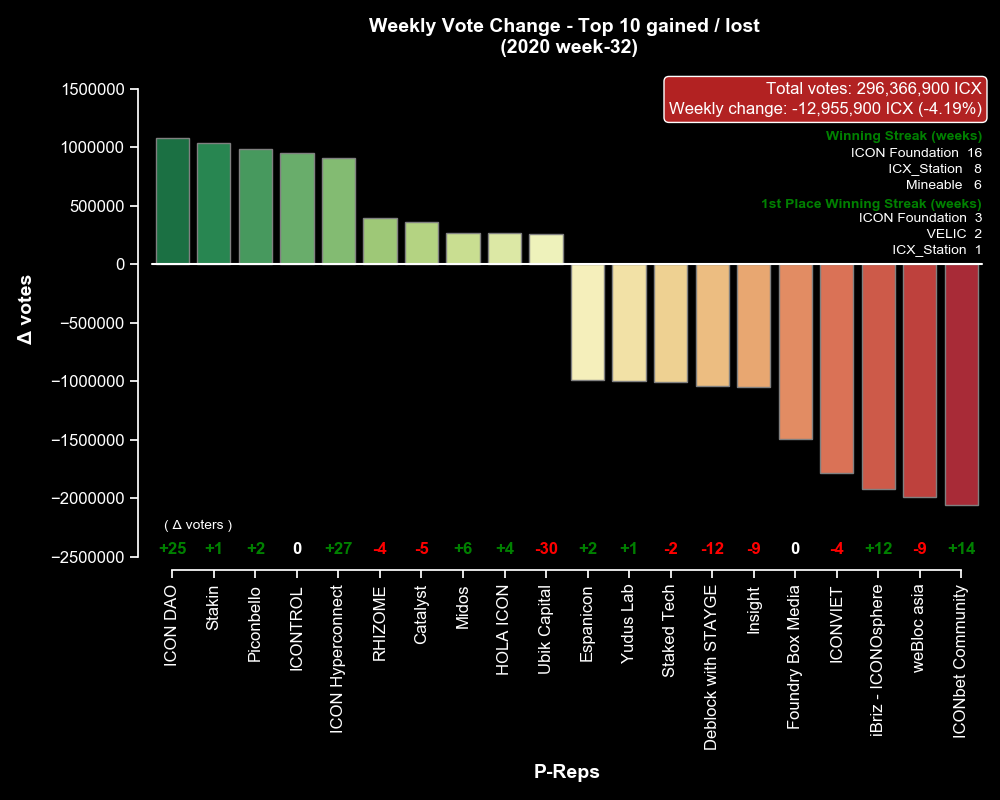 Weekly Vote Change - Top 10 gained / lost
(2020 week-32)
Total votes: 296,366,900 ICX
Weekly change: -12,955,900 ICX (-4.19%)
Winning Streak (weeks)
ICON Foundation 16
ICX_Station 8
Mineable 6
1st Place Winning Streak (weeks)
ICON Foundation 3
VELIC 2
ICX_Station 1
Δ votes
1500000
1000000
500000
0
−500000
−1000000
−1500000
−2000000
−2500000
( Δ voters )
+25 +1 +2 0 +27 -4 -5 +6 +4 -30 +2 +1 -2 -12 -9 0 -4 +12 -9 +14
ICON DAO
Stakin
Piconbello
ICONTROL
ICON Hyperconnect
RHIZOME
Catalyst
Midos
HOLA ICON
Ubik Capital
Espanicon
Yudus Lab
Staked Tech
Deblock with STAYGE
Insight
Foundry Box Media
ICONVIET
iBriz - ICONOsphere
weBloc asia
ICONbet Community
P-Reps